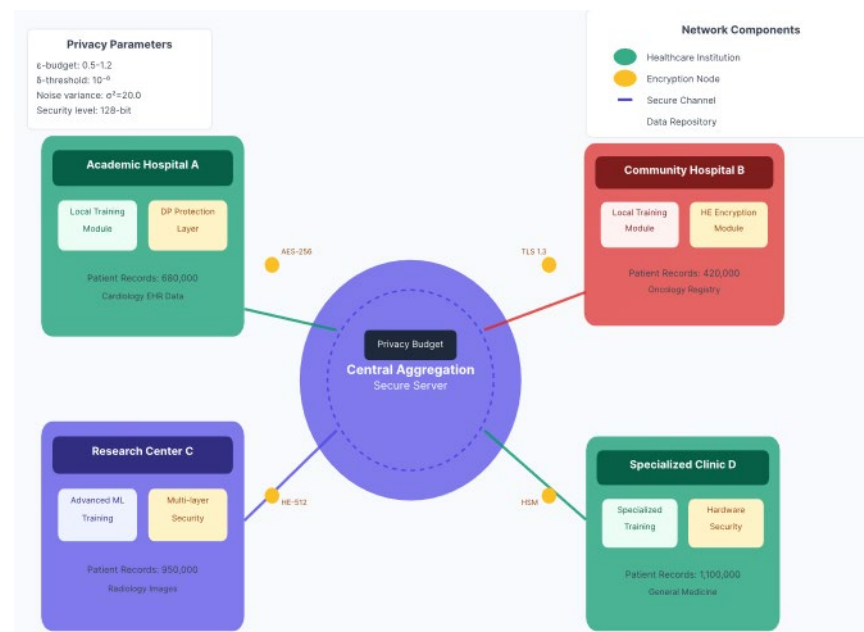 Privacy Parameters
ε-budget: 0.5–1.2
δ-threshold: 10⁻⁶
Noise variance: σ²=20.0
Security level: 128-bit
Network Components
Healthcare Institution
Encryption Node
Secure Channel
Data Repository
Academic Hospital A
Local Training
Module
DP Protection
Layer
Patient Records: 680,000
Cardiology EHR Data
AES-256
TLS 1.3
Community Hospital B
Local Training
Module
HE Encryption
Module
Patient Records: 420,000
Oncology Registry
Privacy Budget
Central Aggregation
Secure Server
Research Center C
Advanced ML
Training
Multi-layer
Security
Patient Records: 950,000
Radiology Images
HE-512
HSM
Specialized Clinic D
Specialized
Training
Hardware
Security
Patient Records: 1,100,000
General Medicine